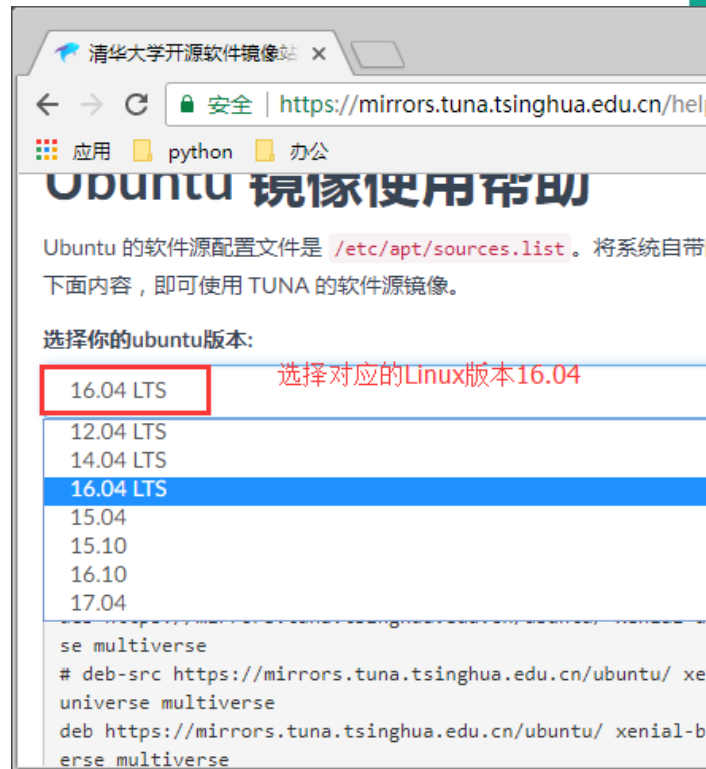 清华大学开源软件镜像站
安全 | https://mirrors.tuna.tsinghua.edu.cn/hel
应用 python 办公
Ubuntu 镜像使用帮助
Ubuntu 的软件源配置文件是 /etc/apt/sources.list。将系统自带
下面内容，即可使用 TUNA 的软件源镜像。
选择你的ubuntu版本:
16.04 LTS 选择对应的Linux版本16.04
12.04 LTS
14.04 LTS
16.04 LTS
15.04
15.10
16.10
17.04
se multiverse
# deb-src https://mirrors.tuna.tsinghua.edu.cn/ubuntu/ xe
universe multiverse
deb https://mirrors.tuna.tsinghua.edu.cn/ubuntu/ xenial-b
erse multiverse